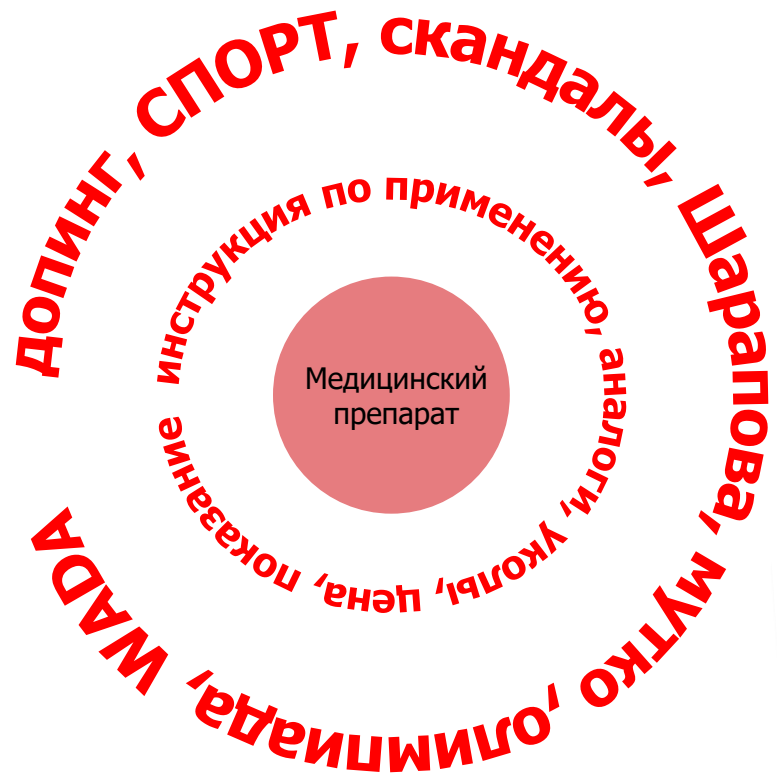 допинг, СПОРТ, скандалы, Шарапова, мутко, олимпиада, WADA
инструкция по применению, аналоги, уколы, цена, показание
Медицинский
препарат